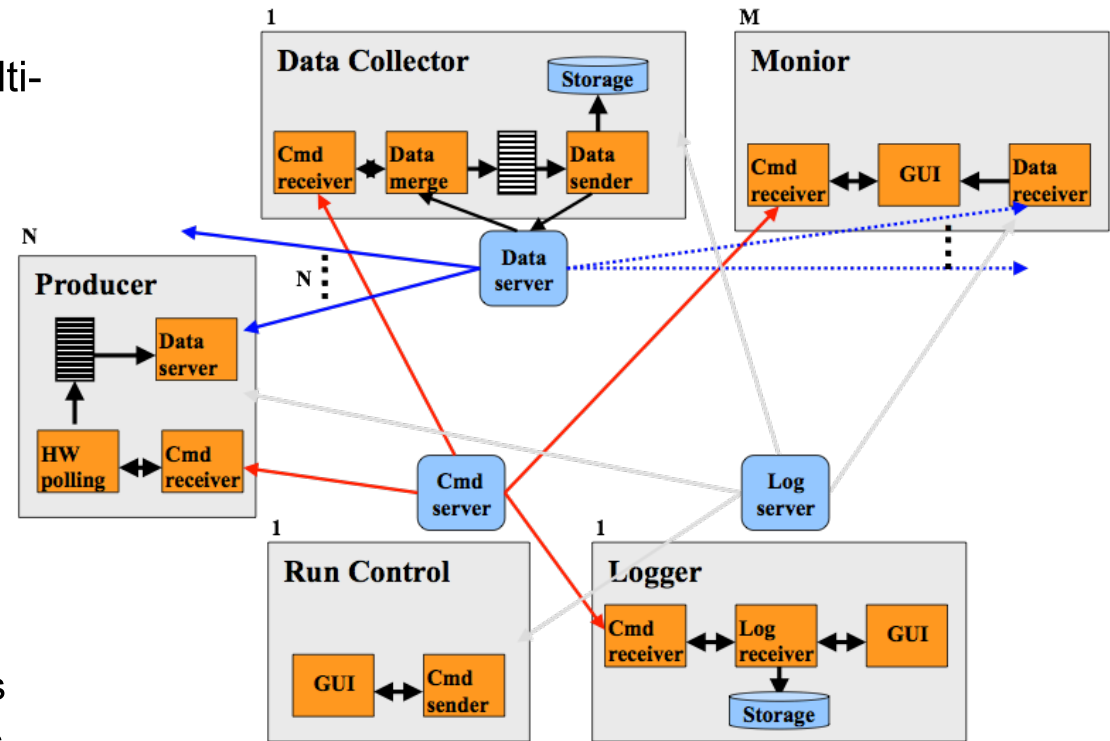 lti-
1
Data Collector
Storage
Cmd
receiver
Data
merge
Data
sender
M
Monior
Cmd
receiver
GUI
Data
receiver
Data
server
N
Producer
N
Data
server
HW
polling
Cmd
receiver
Cmd
server
Log
server
1
Run Control
GUI
Cmd
sender
1
Logger
Cmd
receiver
Log
receiver
GUI
Storage
s